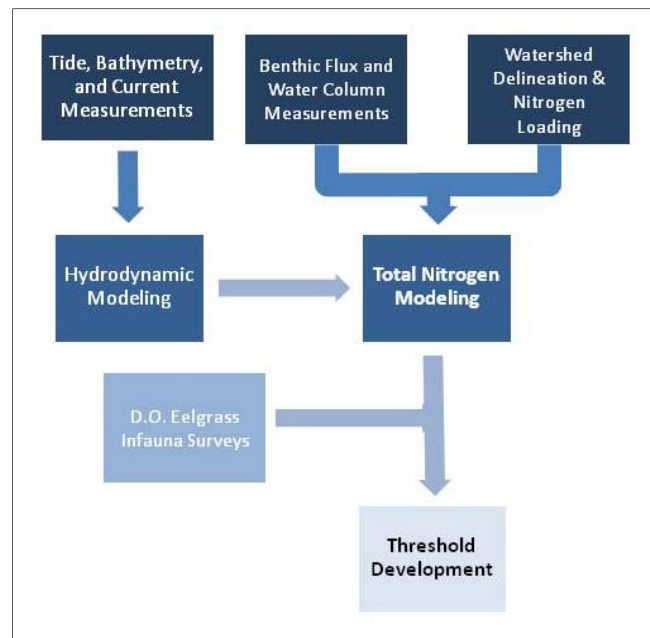 Tide, Bathymetry,
and Current
Measurements
Benthic Flux and
Water Column
Measurements
Watershed
Delineation &
Nitrogen
Loading
Hydrodynamic
Modeling
Total Nitrogen
Modeling
D.O. Eelgrass
Infauna Surveys
Threshold
Development